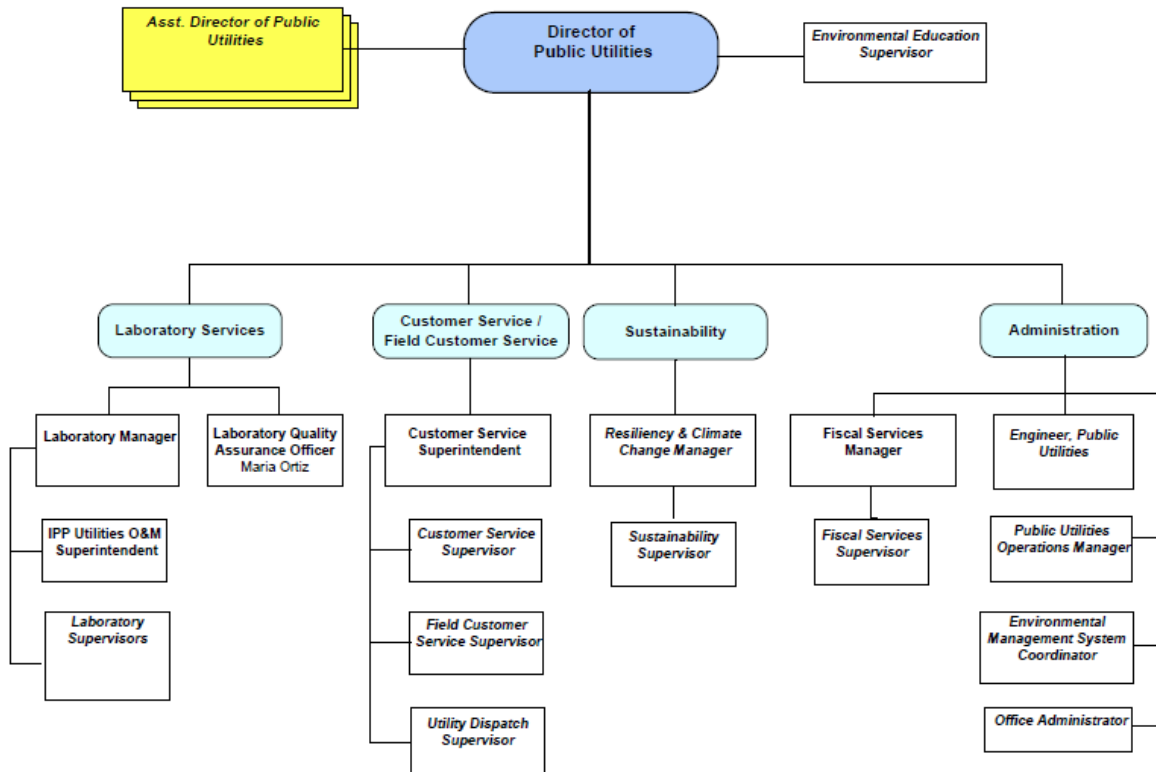 Asst. Director of Public
Utilities
Director of
Public Utilities
Environmental Education
Supervisor
Laboratory Services
Customer Service /
Field Customer Service
Sustainability
Administration
Laboratory Manager
Laboratory Quality
Assurance Officer
Maria Ortiz
Customer Service
Superintendent
Resiliency & Climate
Change Manager
Fiscal Services
Manager
Engineer, Public
Utilities
IPP Utilities O&M
Superintendent
Customer Service
Supervisor
Sustainability
Supervisor
Fiscal Services
Supervisor
Public Utilities
Operations Manager
Laboratory
Supervisors
Field Customer
Service Supervisor
Environmental
Management System
Coordinator
Utility Dispatch
Supervisor
Office Administrator